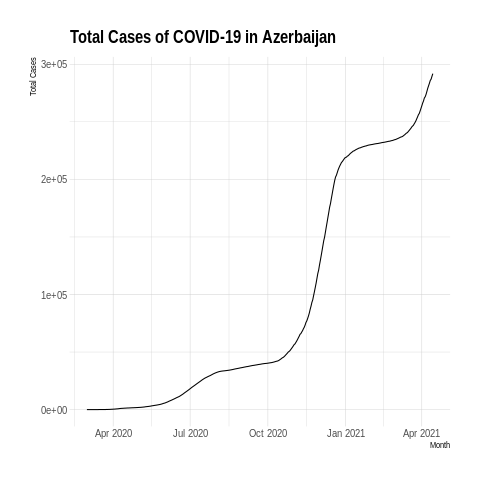 Total Cases of COVID-19 in Azerbaijan
Total Cases
3e+05
2e+05
1e+05
0e+00
Apr 2020 Jul 2020 Oct 2020 Jan 2021 Apr 2021
Month